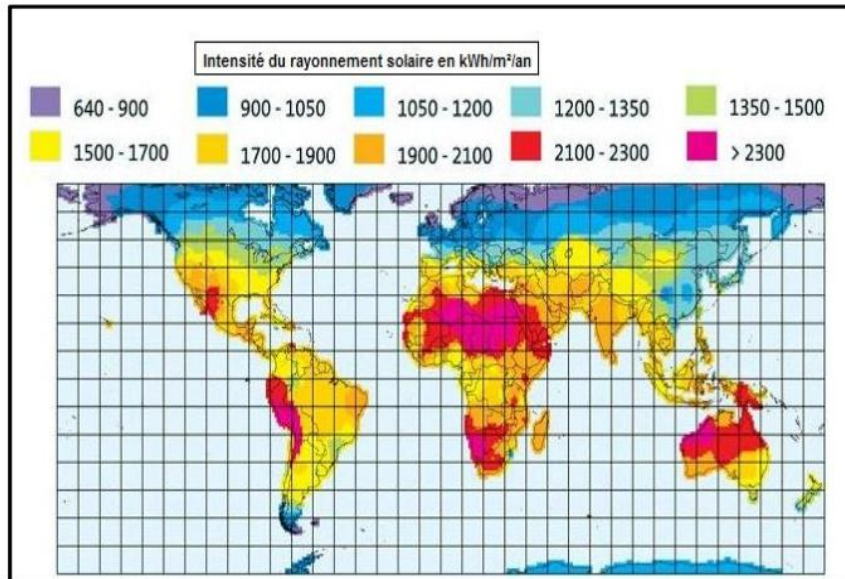 Intensité du rayonnement solaire en kWh/m²/an
640 - 900 900 - 1050 1050 - 1200 1200 - 1350 1350 - 1500
1500 - 1700 1700 - 1900 1900 - 2100 2100 - 2300 > 2300